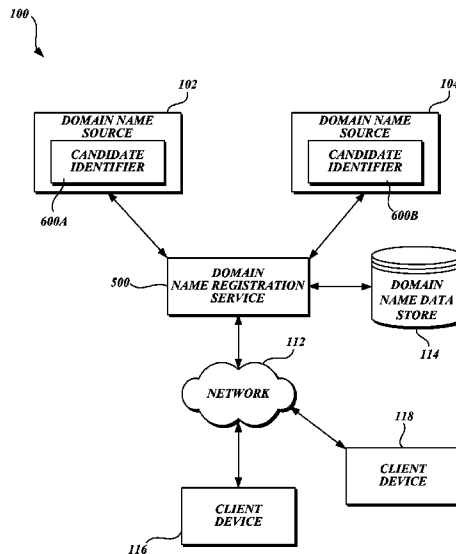 100
102
104
DOMAIN NAME
SOURCE
CANDIDATE
IDENTIFIER
600A
DOMAIN NAME
SOURCE
CANDIDATE
IDENTIFIER
600B
500
DOMAIN
NAME REGISTRATION
SERVICE
DOMAIN
NAME DATA
STORE
114
112
NETWORK
118
CLIENT
DEVICE
CLIENT
DEVICE
116